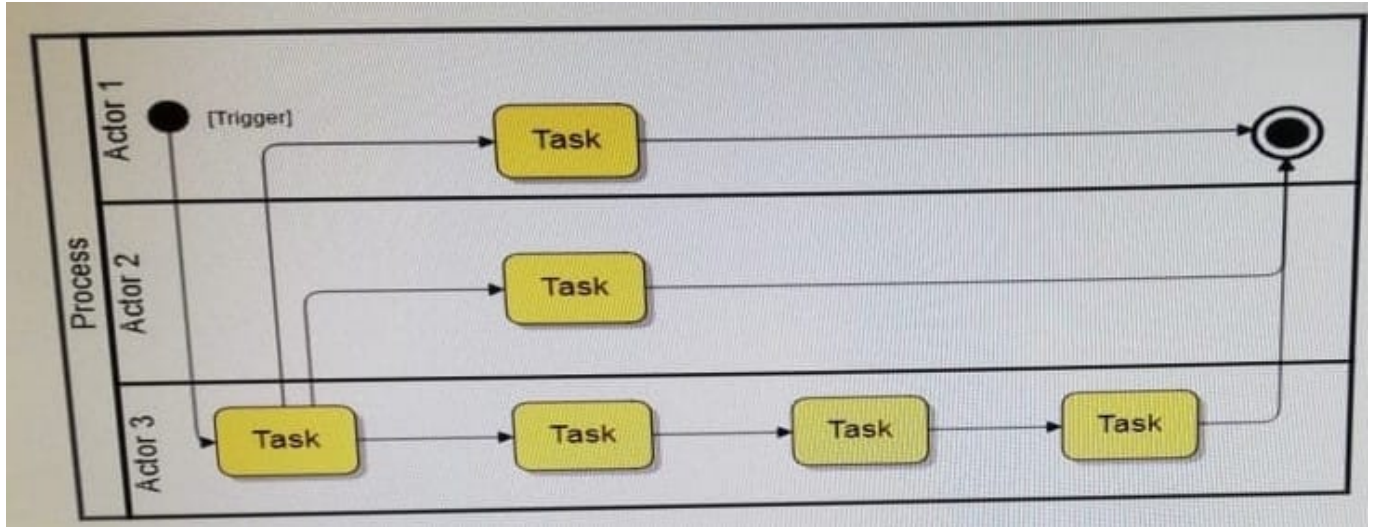 Process
Actor 1
[Trigger]
Task
Actor 2
Task
Actor 3
Task
Task
Task
Task